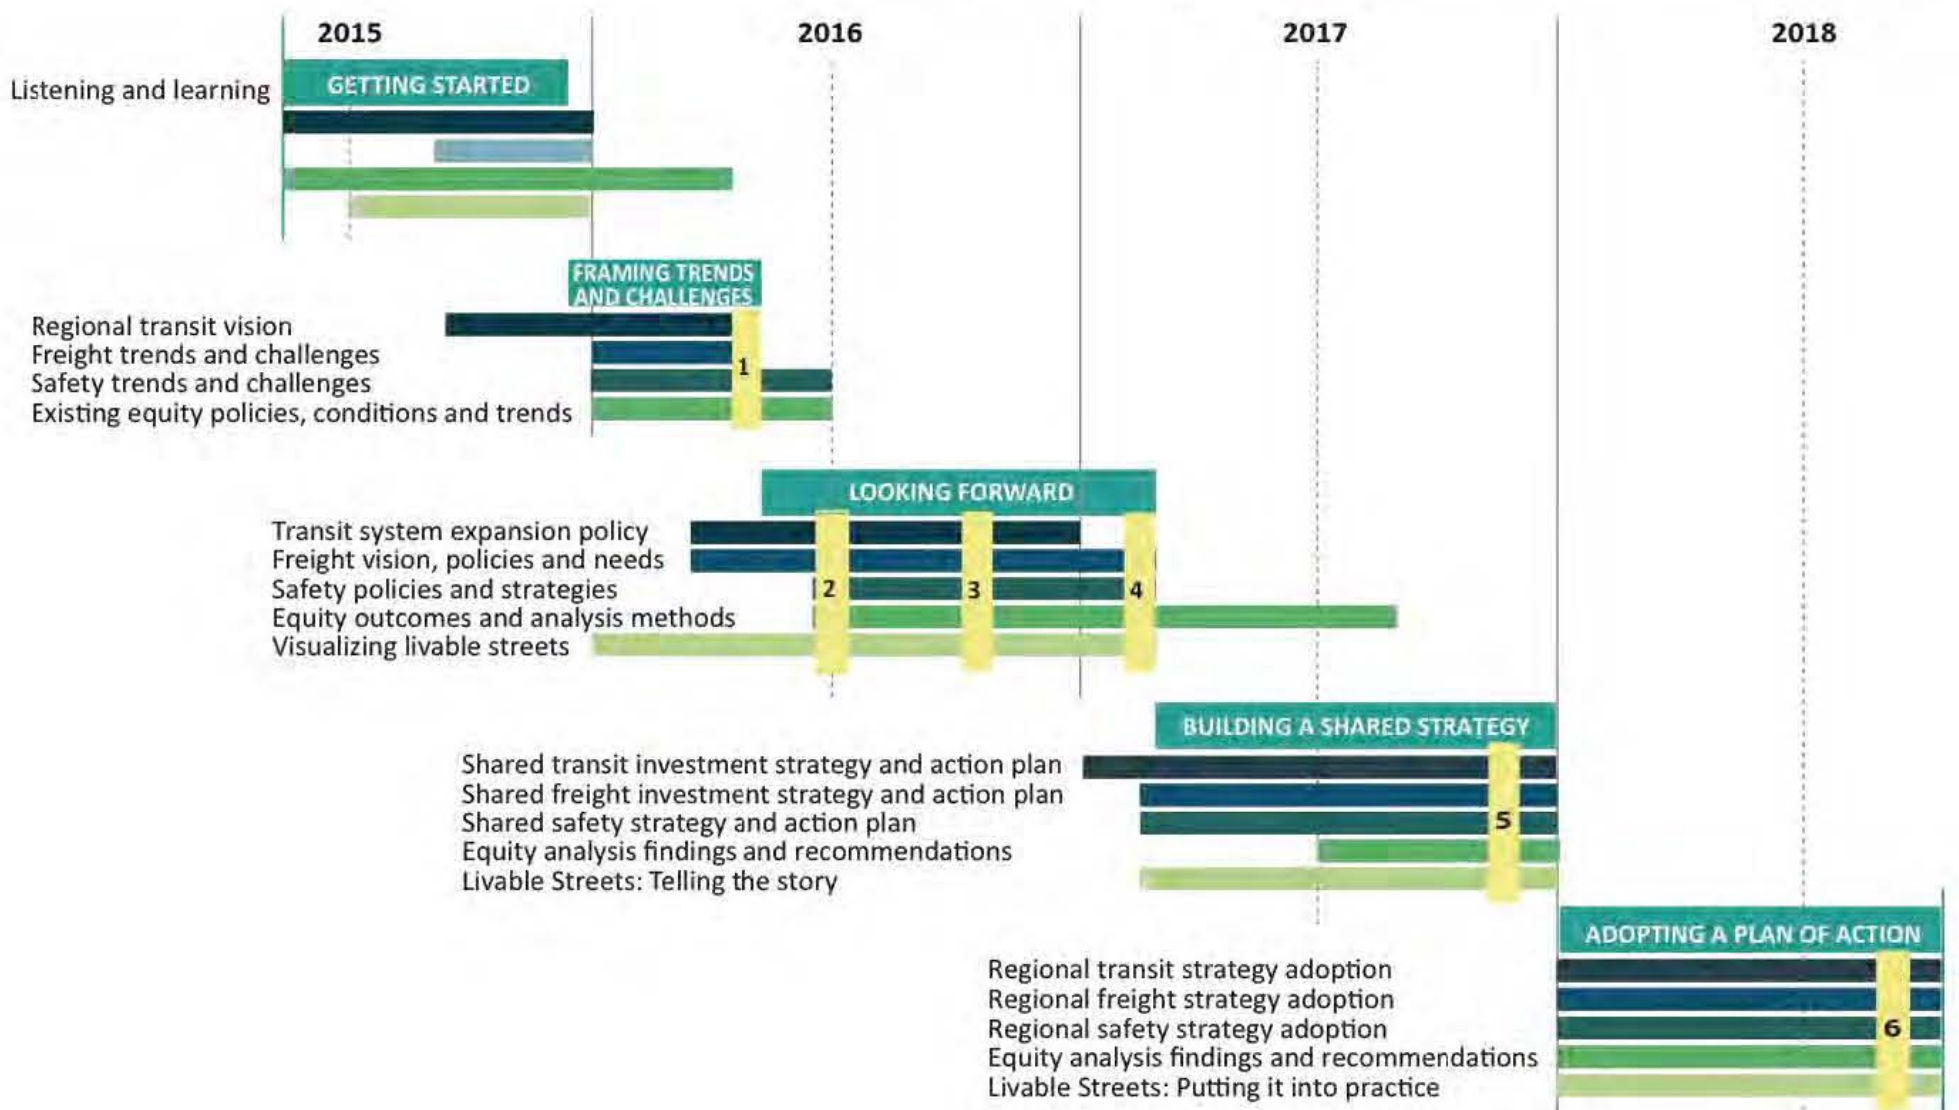 2015 2016 2017 2018
GETTING STARTED
Listening and learning
FRAMING TRENDS
AND CHALLENGES
Regional transit vision
Freight trends and challenges
1
Safety trends and challenges
Existing equity policies, conditions and trends
LOOKING FORWARD
Transit system expansion policy
Freight vision, policies and needs
Safety policies and strategies
2 3 4
Equity outcomes and analysis methods
Visualizing livable streets
BUILDING A SHARED STRATEGY
Shared transit investment strategy and action plan
Shared freight investment strategy and action plan
Shared safety strategy and action plan
5
Equity analysis findings and recommendations
Livable Streets: Telling the story
ADOPTING A PLAN OF ACTION
Regional transit strategy adoption
Regional freight strategy adoption
Regional safety strategy adoption
6
Equity analysis findings and recommendations
Livable Streets: Putting it into practice